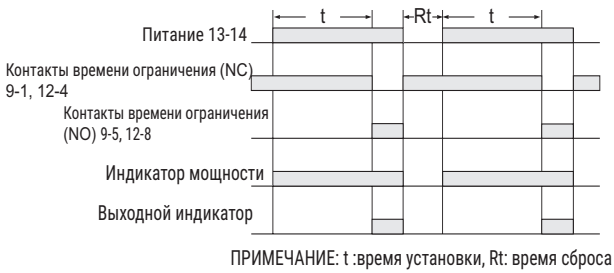 t Rt t
Питание 13-14
Контакты времени ограничения (NC)
9-1, 12-4
Контакты времени ограничения
(NO) 9-5, 12-8
Индикатор мощности
Выходной индикатор
ПРИМЕЧАНИЕ: t :время установки, Rt: время сброса